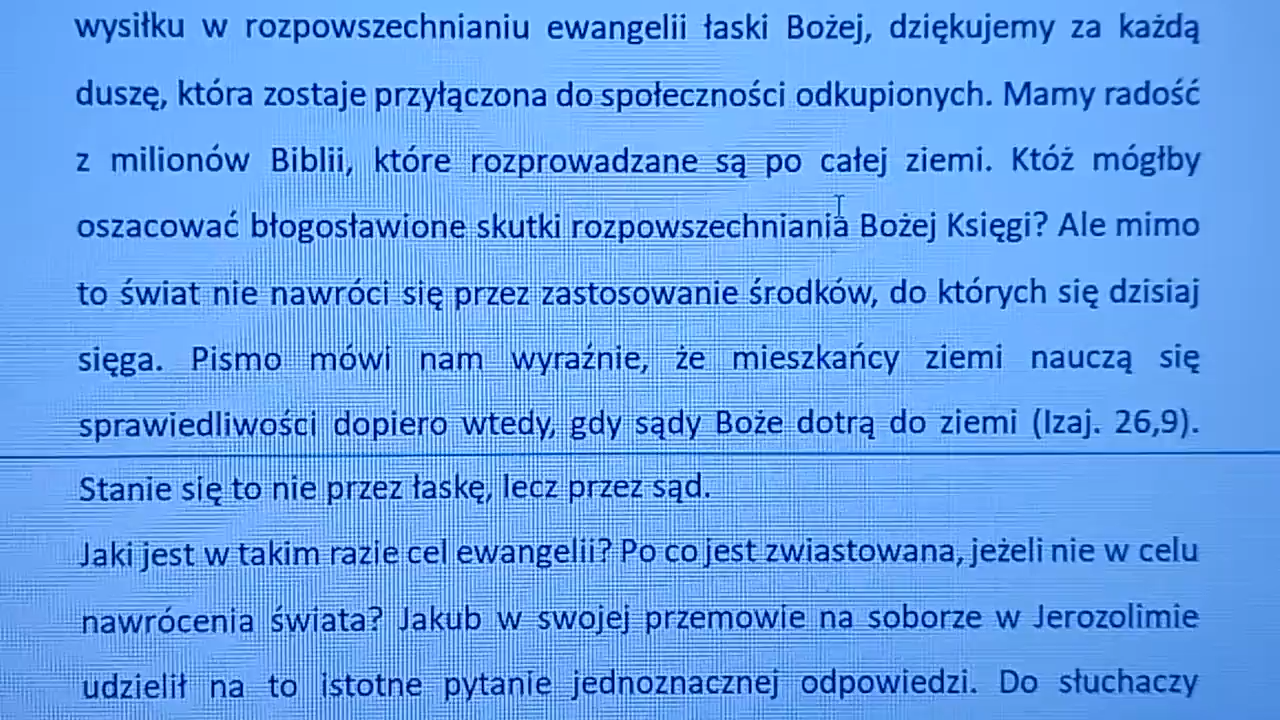 wysiłku w rozpowszechnianiu ewangelii łaski Bożej, dziękujemy za każdą
duszę, która zostaje przyłączona do społeczności odkupionych. Mamy radość
z milionów Biblii, które rozprowadzane są po całej ziemi. Któż mógłby
oszacować błogosławione skutki rozpowszechniania Bożej Księgi? Ale mimo
to świat nie nawróci się przez zastosowanie środków, do których się dzisiaj
sięga. Pismo mówi nam wyraźnie, że mieszkańcy ziemi nauczą się
sprawiedliwości dopiero wtedy, gdy sądy Boże dotrą do ziemi (Izaj. 26,9).
Stanie się to nie przez łaskę, lecz przez sąd.
Jaki jest w takim razie cel ewangelii? Po co jest zwiastowana, jeżeli nie w celu
nawrócenia świata? Jakub w swojej przemowie na soborze w Jerozolimie
udzielił na to istotne pytanie jednoznacznej odpowiedzi. Do słuchaczy